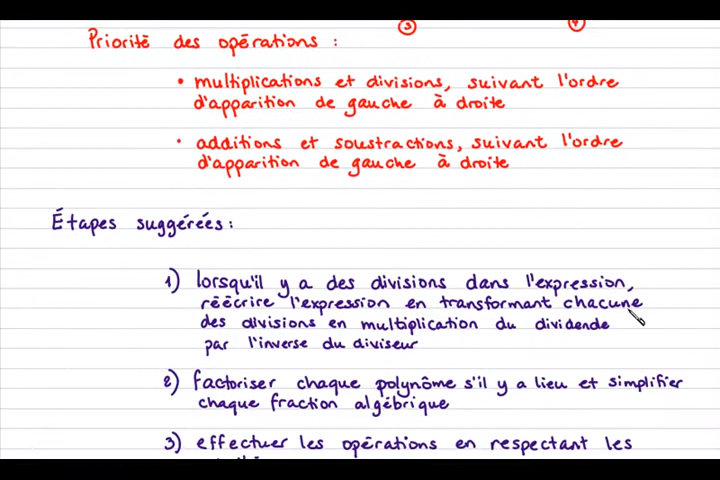 ③ ④
Priorité des opérations :
• multiplications et divisions, suivant l'ordre
d'apparition de gauche à droite
• additions et soustractions, suivant l'ordre
d'apparition de gauche à droite
Étapes suggérées :
1) lorsqu'il y a des divisions dans l'expression,
réécrire l'expression en transformant chacune
des divisions en multiplication du dividende
par l'inverse du diviseur
2) factoriser chaque polynôme s'il y a lieu et simplifier
chaque fraction algébrique
3) effectuer les opérations en respectant les